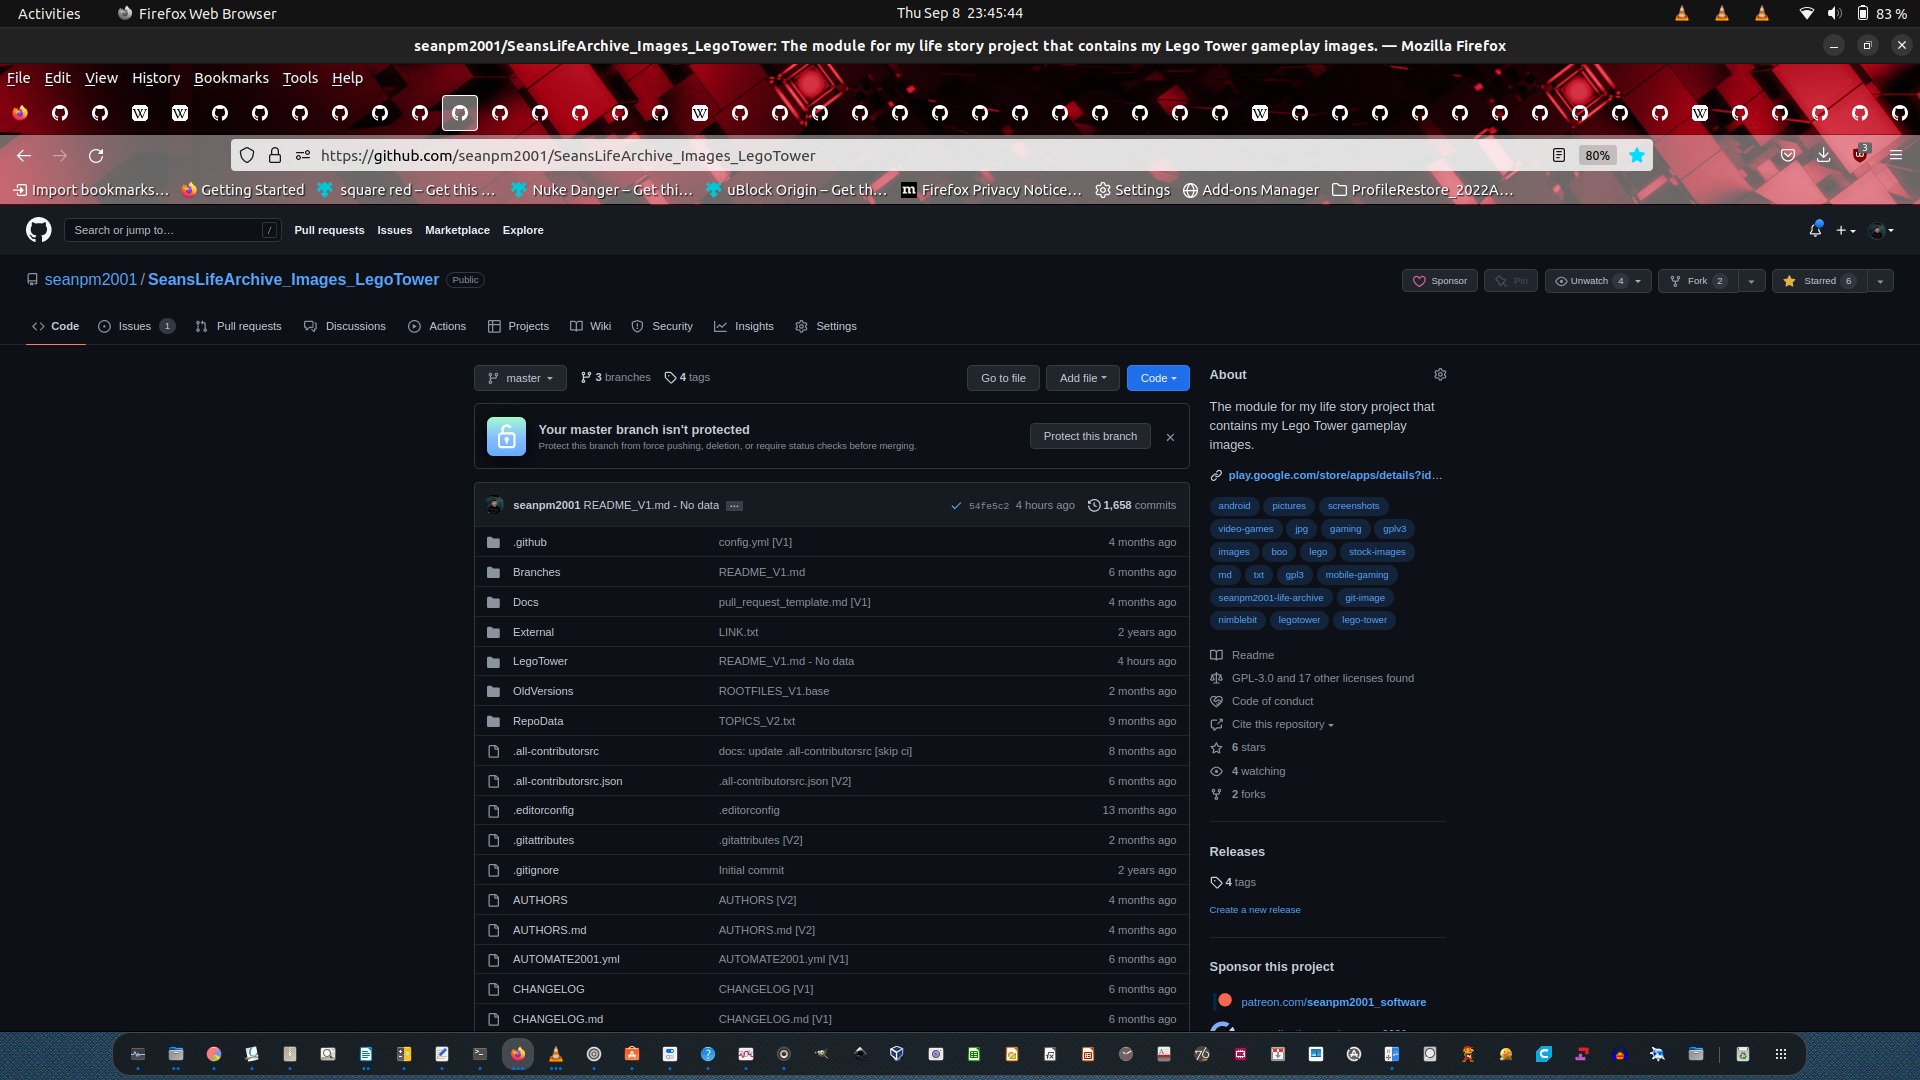 Activities
Firefox Web Browser
Thu Sep 8 23:45:44
83 %
seanpm2001/SeansLifeArchive_Images_LegoTower: The module for my life story project that contains my Lego Tower gameplay images. — Mozilla Firefox
File Edit View History Bookmarks Tools Help
https://github.com/seanpm2001/SeansLifeArchive_Images_LegoTower
80%
3
Import bookmarks… Getting Started square red – Get this … Nuke Danger – Get thi… uBlock Origin – Get th… Firefox Privacy Notice… Settings Add-ons Manager ProfileRestore_2022A…
Search or jump to… /
Pull requests Issues Marketplace Explore
seanpm2001 / SeansLifeArchive_Images_LegoTower Public
Sponsor Pin Unwatch 4 Fork 2 Starred 6
Code Issues 1 Pull requests Discussions Actions Projects Wiki Security Insights Settings
master 3 branches 4 tags
Go to file Add file Code
Your master branch isn't protected
Protect this branch from force pushing, deletion, or require status checks before merging.
Protect this branch
seanpm2001 README_V1.md - No data … 54fe5c2 4 hours ago 1,658 commits
.github config.yml [V1] 4 months ago
Branches README_V1.md 6 months ago
Docs pull_request_template.md [V1] 4 months ago
External LINK.txt 2 years ago
LegoTower README_V1.md - No data 4 hours ago
OldVersions ROOTFILES_V1.base 2 months ago
RepoData TOPICS_V2.txt 9 months ago
.all-contributorsrc docs: update .all-contributorsrc [skip ci] 8 months ago
.all-contributorsrc.json .all-contributorsrc.json [V2] 6 months ago
.editorconfig .editorconfig 13 months ago
.gitattributes .gitattributes [V2] 2 months ago
.gitignore Initial commit 2 years ago
AUTHORS AUTHORS [V2] 4 months ago
AUTHORS.md AUTHORS.md [V2] 4 months ago
AUTOMATE2001.yml AUTOMATE2001.yml [V1] 6 months ago
CHANGELOG CHANGELOG [V1] 6 months ago
CHANGELOG.md CHANGELOG.md [V1] 6 months ago
About
The module for my life story project that
contains my Lego Tower gameplay
images.
play.google.com/store/apps/details?id…
android pictures screenshots
video-games jpg gaming gplv3
images boo lego stock-images
md txt gpl3 mobile-gaming
seanpm2001-life-archive git-image
nimblebit legotower lego-tower
Readme
GPL-3.0 and 17 other licenses found
Code of conduct
Cite this repository
6 stars
4 watching
2 forks
Releases
4 tags
Create a new release
Sponsor this project
patreon.com/seanpm2001_software